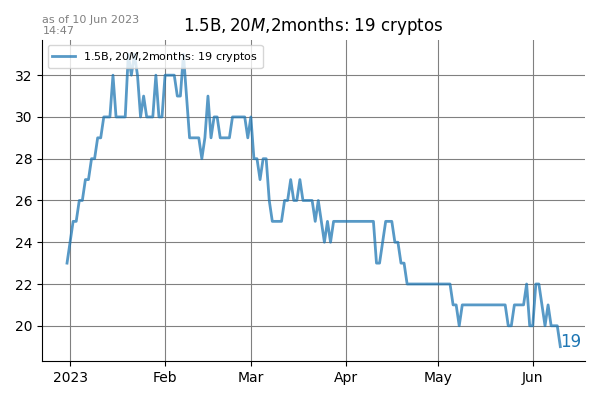 as of 10 Jun 2023
14:47
1.5B, 20M,2months: 19 cryptos
1.5B, 20M,2months: 19 cryptos
32
30
28
26
24
22
20
19
2023
Feb
Mar
Apr
May
Jun